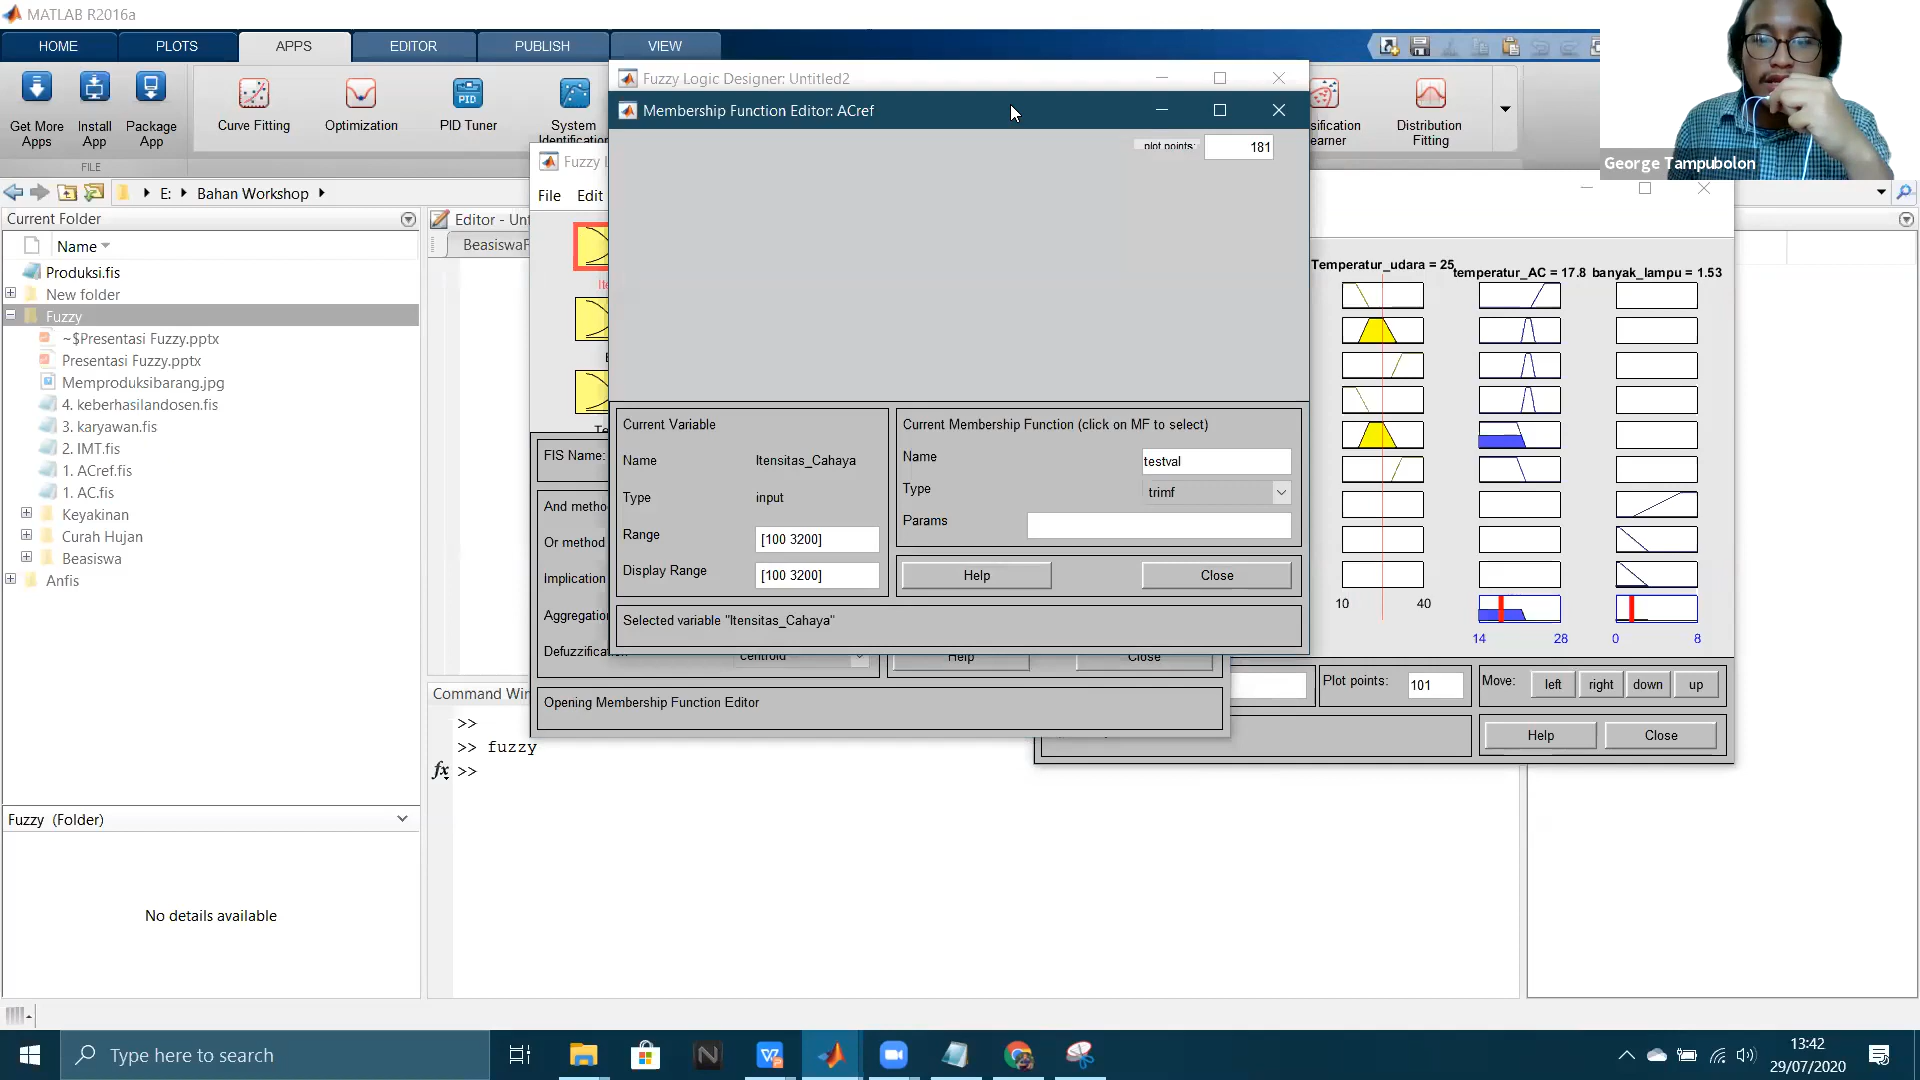 MATLAB R2016a
HOME
PLOTS
APPS
EDITOR
PUBLISH
VIEW
Get More Apps
Install App
Package App
FILE
Curve Fitting
Optimization
PID
PID Tuner
System Identification
Distribution Fitting
George Tampubolon
E:
Bahan Workshop
Current Folder
Name
Produksi.fis
New folder
Fuzzy
~$Presentasi Fuzzy.pptx
Presentasi Fuzzy.pptx
Memproduksibarang.jpg
4. keberhasilandosen.fis
3. karyawan.fis
2. IMT.fis
1. ACref.fis
1. AC.fis
Keyakinan
Curah Hujan
Beasiswa
Anfis
Fuzzy (Folder)
No details available
Editor - Unt
BeasiswaF
Fuzzy L
File
Edit
FIS Name:
And metho
Or method
Implication
Aggregation
Defuzzificati
centroid
Help
Close
Opening Membership Function Editor
Fuzzy Logic Designer: Untitled2
Membership Function Editor: ACref
plot points:
181
Current Variable
Name
Itensitas_Cahaya
Type
input
Range
[100 3200]
Display Range
[100 3200]
Current Membership Function (click on MF to select)
Name
testval
Type
trimf
Params
Help
Close
Selected variable "Itensitas_Cahaya"
Temperatur_udara = 25
temperatur_AC = 17.8
banyak_lampu = 1.53
10
40
14
28
0
8
Plot points:
101
Move:
left
right
down
up
Help
Close
Command Win
>>
>> fuzzy
fx >>
Type here to search
13:42
29/07/2020